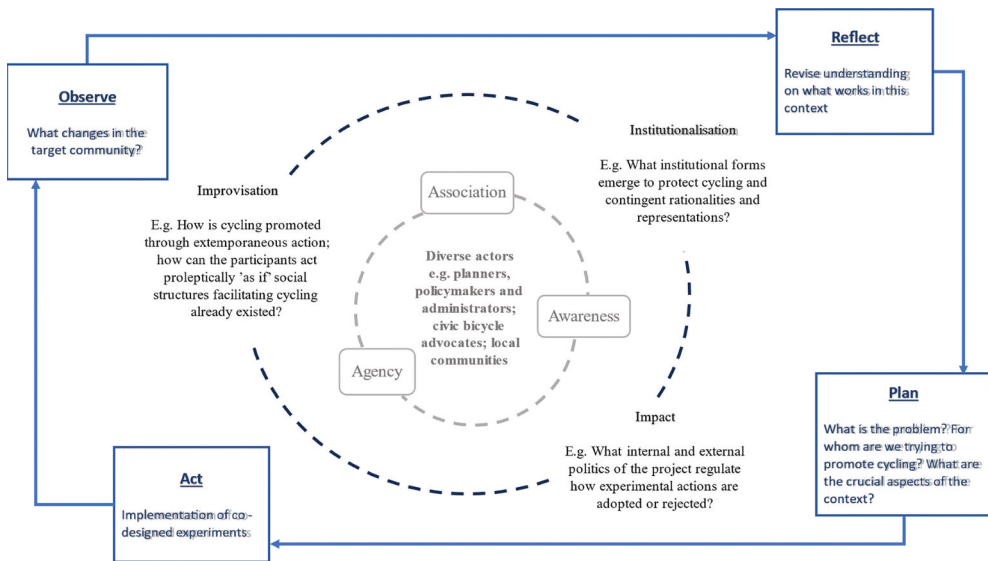 Reflect
Revise understanding
on what works in this
context
Observe
What changes in the
target community?
Institutionalisation
E.g. What institutional forms
emerge to protect cycling and
contingent rationalities and
representations?
Improvisation
E.g. How is cycling promoted
through extemporaneous action;
how can the participants act
proleptically 'as if' social
structures facilitating cycling
already existed?
Association
Diverse actors
e.g. planners,
policymakers and
administrators;
civic bicycle
advocates; local
communities
Awareness
Agency
Plan
What is the problem? For
whom are we trying to
promote cycling? What are
the crucial aspects of the
context?
Impact
E.g. What internal and external
politics of the project regulate
how experimental actions are
adopted or rejected?
Act
Implementation of co-
designed experiments